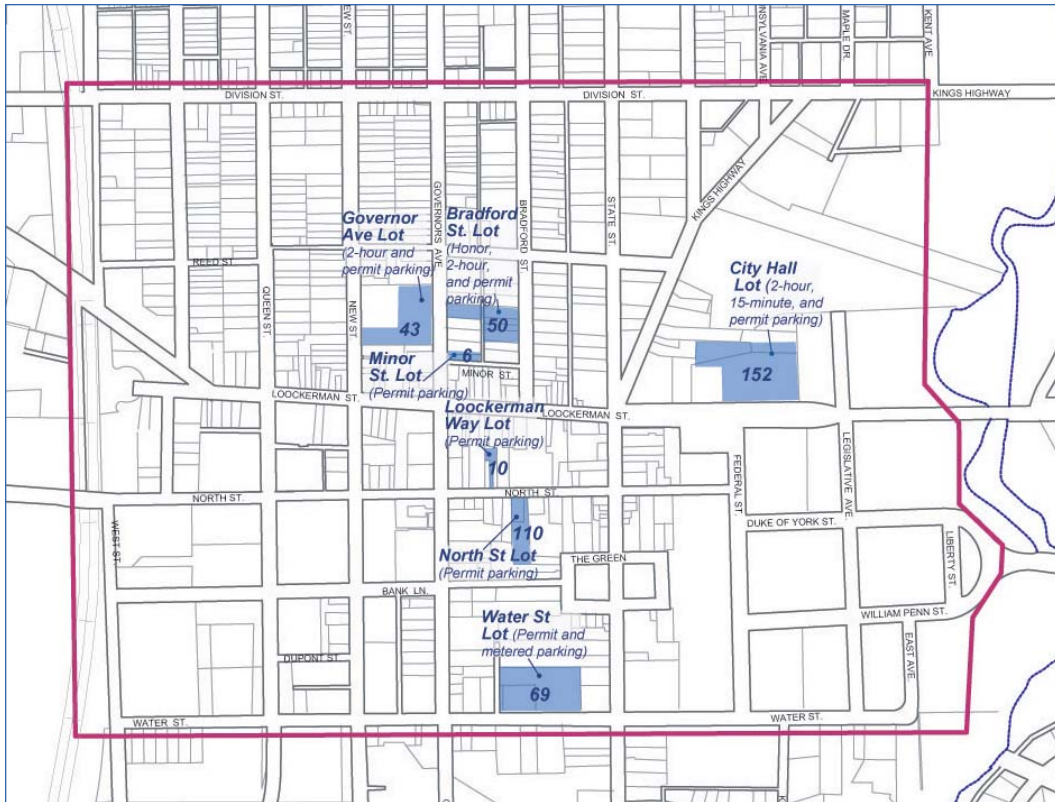 NEW ST.
NSYLVANIA AVE.
MAPLE DR.
KENT AVE.
DIVISION ST.
DIVISION ST.
KINGS HIGHWAY
GOVERNORS AVE.
BRADFORD ST.
STATE ST.
KINGS HIGHWAY
Governor
Ave Lot
(2-hour and
permit parking)
Bradford
St. Lot
(Honor,
2-hour,
and permit
parking)
REED ST.
QUEEN ST.
NEW ST.
City Hall
Lot (2-hour,
15-minute, and
permit parking)
43
50
6
152
Minor
St. Lot
(Permit parking)
MINOR ST.
LOOCKERMAN ST.
LOOCKERMAN ST.
Loockerman
Way Lot
(Permit parking)
10
NORTH ST.
NORTH ST.
FEDERAL ST.
LEGISLATIVE AVE.
DUKE OF YORK ST.
WEST ST.
110
North St Lot
(Permit parking)
THE GREEN
LIBERTY ST.
BANK LN.
WILLIAM PENN ST.
Water St
Lot (Permit and
metered parking)
EAST AVE.
DUPONT ST.
69
WATER ST.
WATER ST.